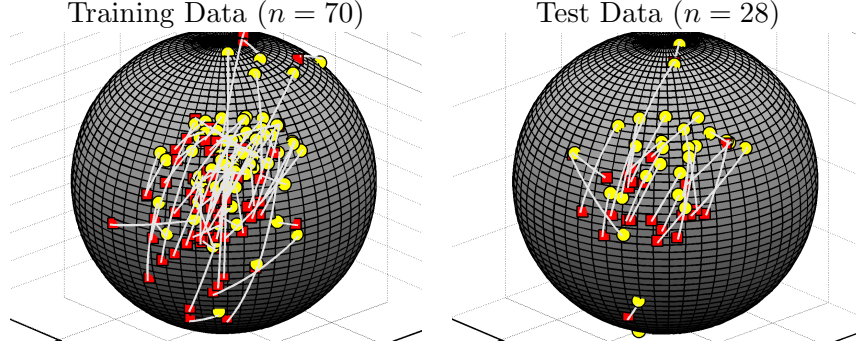 Training Data (n = 70)
Test Data (n = 28)